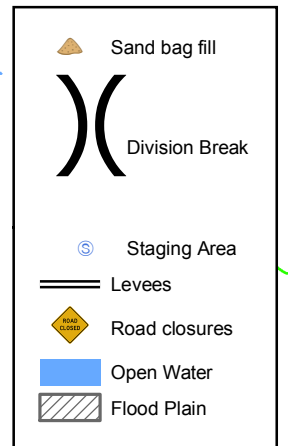 Sand bag fill
Division Break
S Staging Area
Levees
ROAD
CLOSED
Road closures
Open Water
Flood Plain